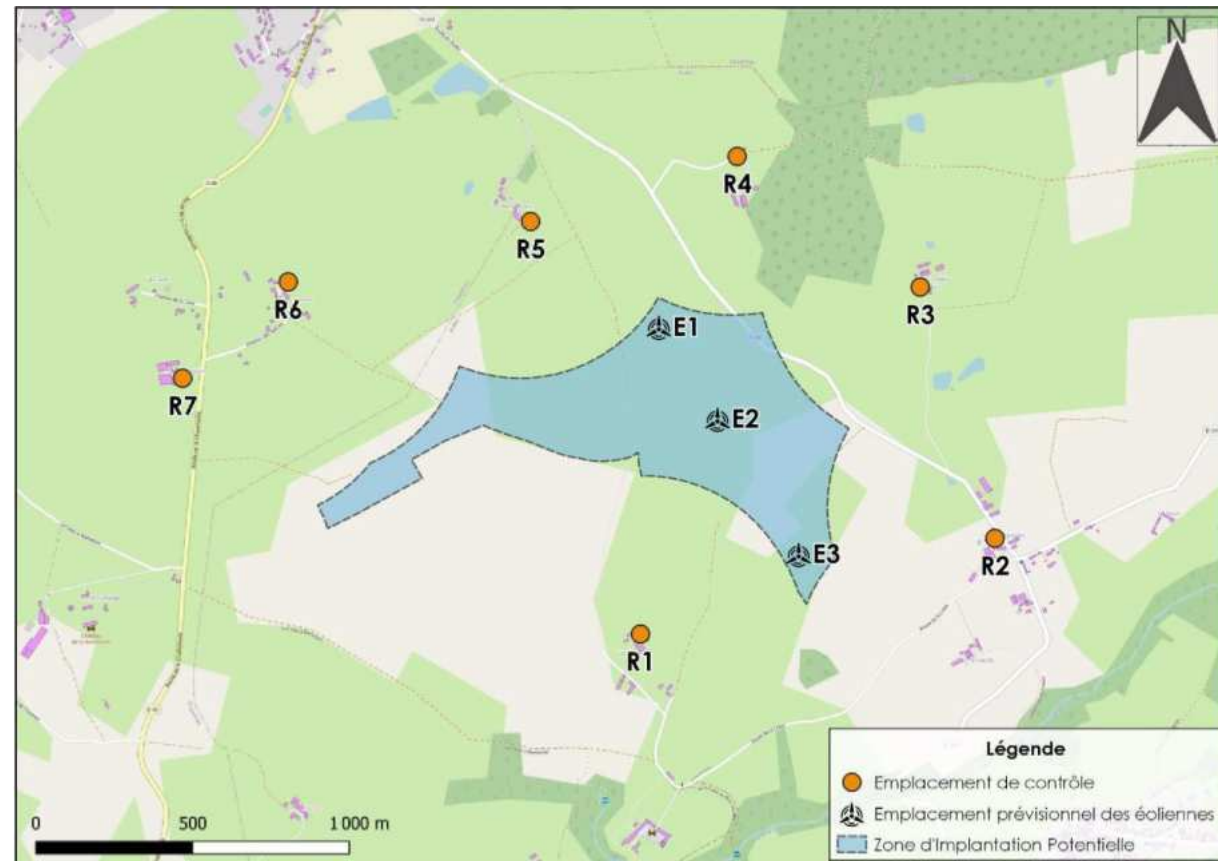 N
R4
R5
R3
R6
E1
R7
E2
R2
E3
R1
Légende
Emplacement de contrôle
Emplacement prévisionnel des éoliennes
Zone d'Implantation Potentielle
0 500 1 000 m